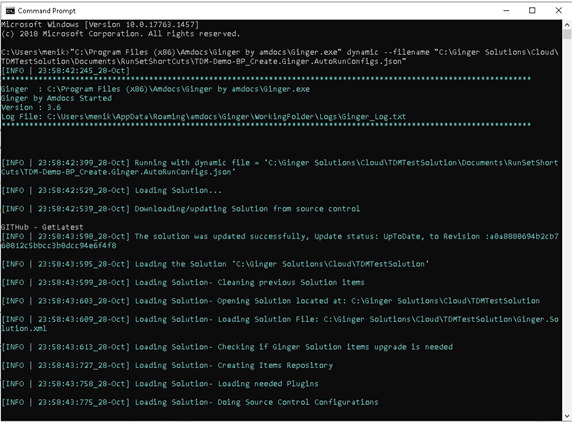 Command Prompt
Microsoft Windows [Version 10.0.17763.1457]
(c) 2018 Microsoft Corporation. All rights reserved.
C:\Users\menik>"C:\Program Files (x86)\Amdocs\Ginger by amdocs\Ginger.exe" dynamic --filename "C:\Ginger Solutions\Cloud\
TDMTestSolution\Documents\RunSetShortCuts\TDM-Demo-BP_Create.Ginger.AutoRunConfigs.json"
[INFO | 23:58:42:245_28-Oct]
******************************************************************************************************************
Ginger : C:\Program Files (x86)\Amdocs\Ginger by amdocs\Ginger.exe
Ginger by Amdocs Started
Version : 3.6
Log File: C:\Users\menik\AppData\Roaming\amdocs\Ginger\WorkingFolder\Logs\Ginger_Log.txt
******************************************************************************************************************
[INFO | 23:58:42:399_28-Oct] Running with dynamic file = 'C:\Ginger Solutions\Cloud\TDMTestSolution\Documents\RunSetShort
Cuts\TDM-Demo-BP_Create.Ginger.AutoRunConfigs.json'
[INFO | 23:58:42:529_28-Oct] Loading Solution...
[INFO | 23:58:42:539_28-Oct] Downloading/updating Solution from source control
GITHub - GetLatest
[INFO | 23:58:43:590_28-Oct] The solution was updated successfully, Update status: UpToDate, to Revision :a0a8880694b2cb7
60812c5bbcc3b0dcc94e6f4f8
[INFO | 23:58:43:595_28-Oct] Loading the Solution 'C:\Ginger Solutions\Cloud\TDMTestSolution'
[INFO | 23:58:43:599_28-Oct] Loading Solution- Cleaning previous Solution items
[INFO | 23:58:43:603_28-Oct] Loading Solution- Opening Solution located at: C:\Ginger Solutions\Cloud\TDMTestSolution
[INFO | 23:58:43:609_28-Oct] Loading Solution- Loading Solution File: C:\Ginger Solutions\Cloud\TDMTestSolution\Ginger.So
lution.xml
[INFO | 23:58:43:613_28-Oct] Loading Solution- Checking if Ginger Solution items upgrade is needed
[INFO | 23:58:43:727_28-Oct] Loading Solution- Creating Items Repository
[INFO | 23:58:43:758_28-Oct] Loading Solution- Loading needed Plugins
[INFO | 23:58:43:775_28-Oct] Loading Solution- Doing Source Control Configurations